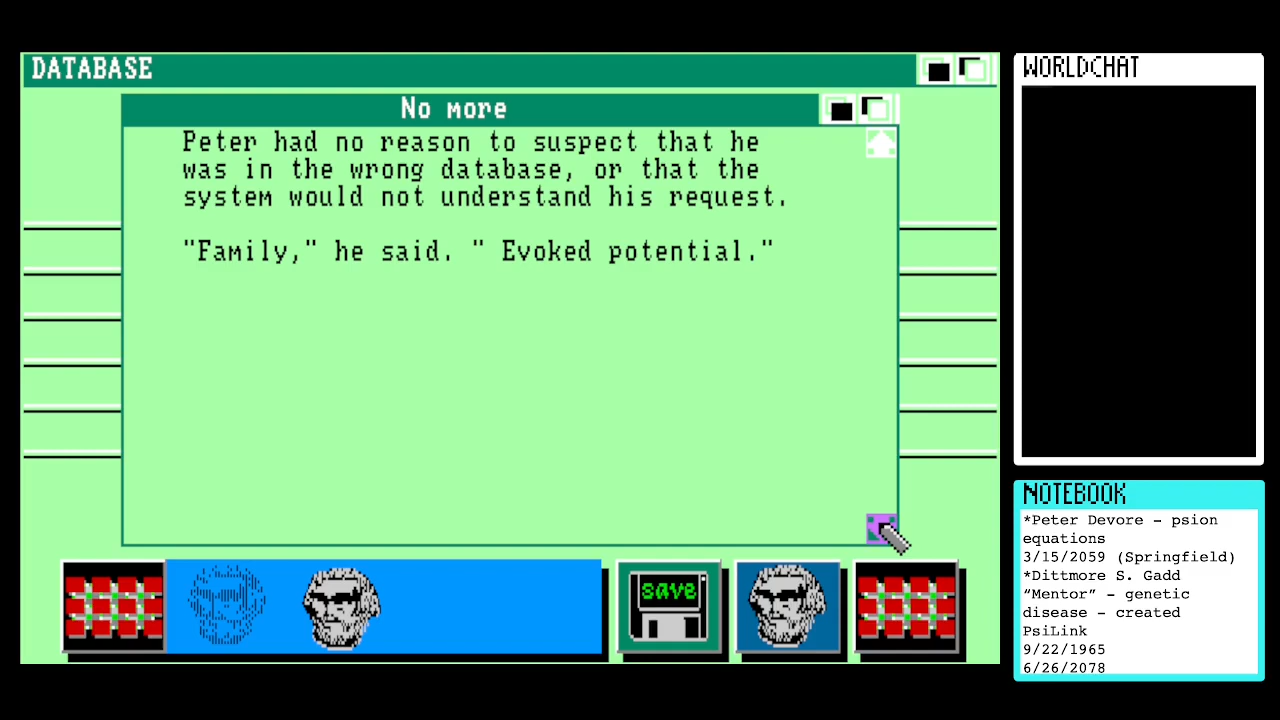 DATABASE
No more
Peter had no reason to suspect that he
was in the wrong database, or that the
system would not understand his request.
"Family," he said. " Evoked potential."
save
WORLDCHAT
NOTEBOOK
*Peter Devore – psion
equations
3/15/2059 (Springfield)
*Dittmore S. Gadd
“Mentor” – genetic
disease – created
PsiLink
9/22/1965
6/26/2078